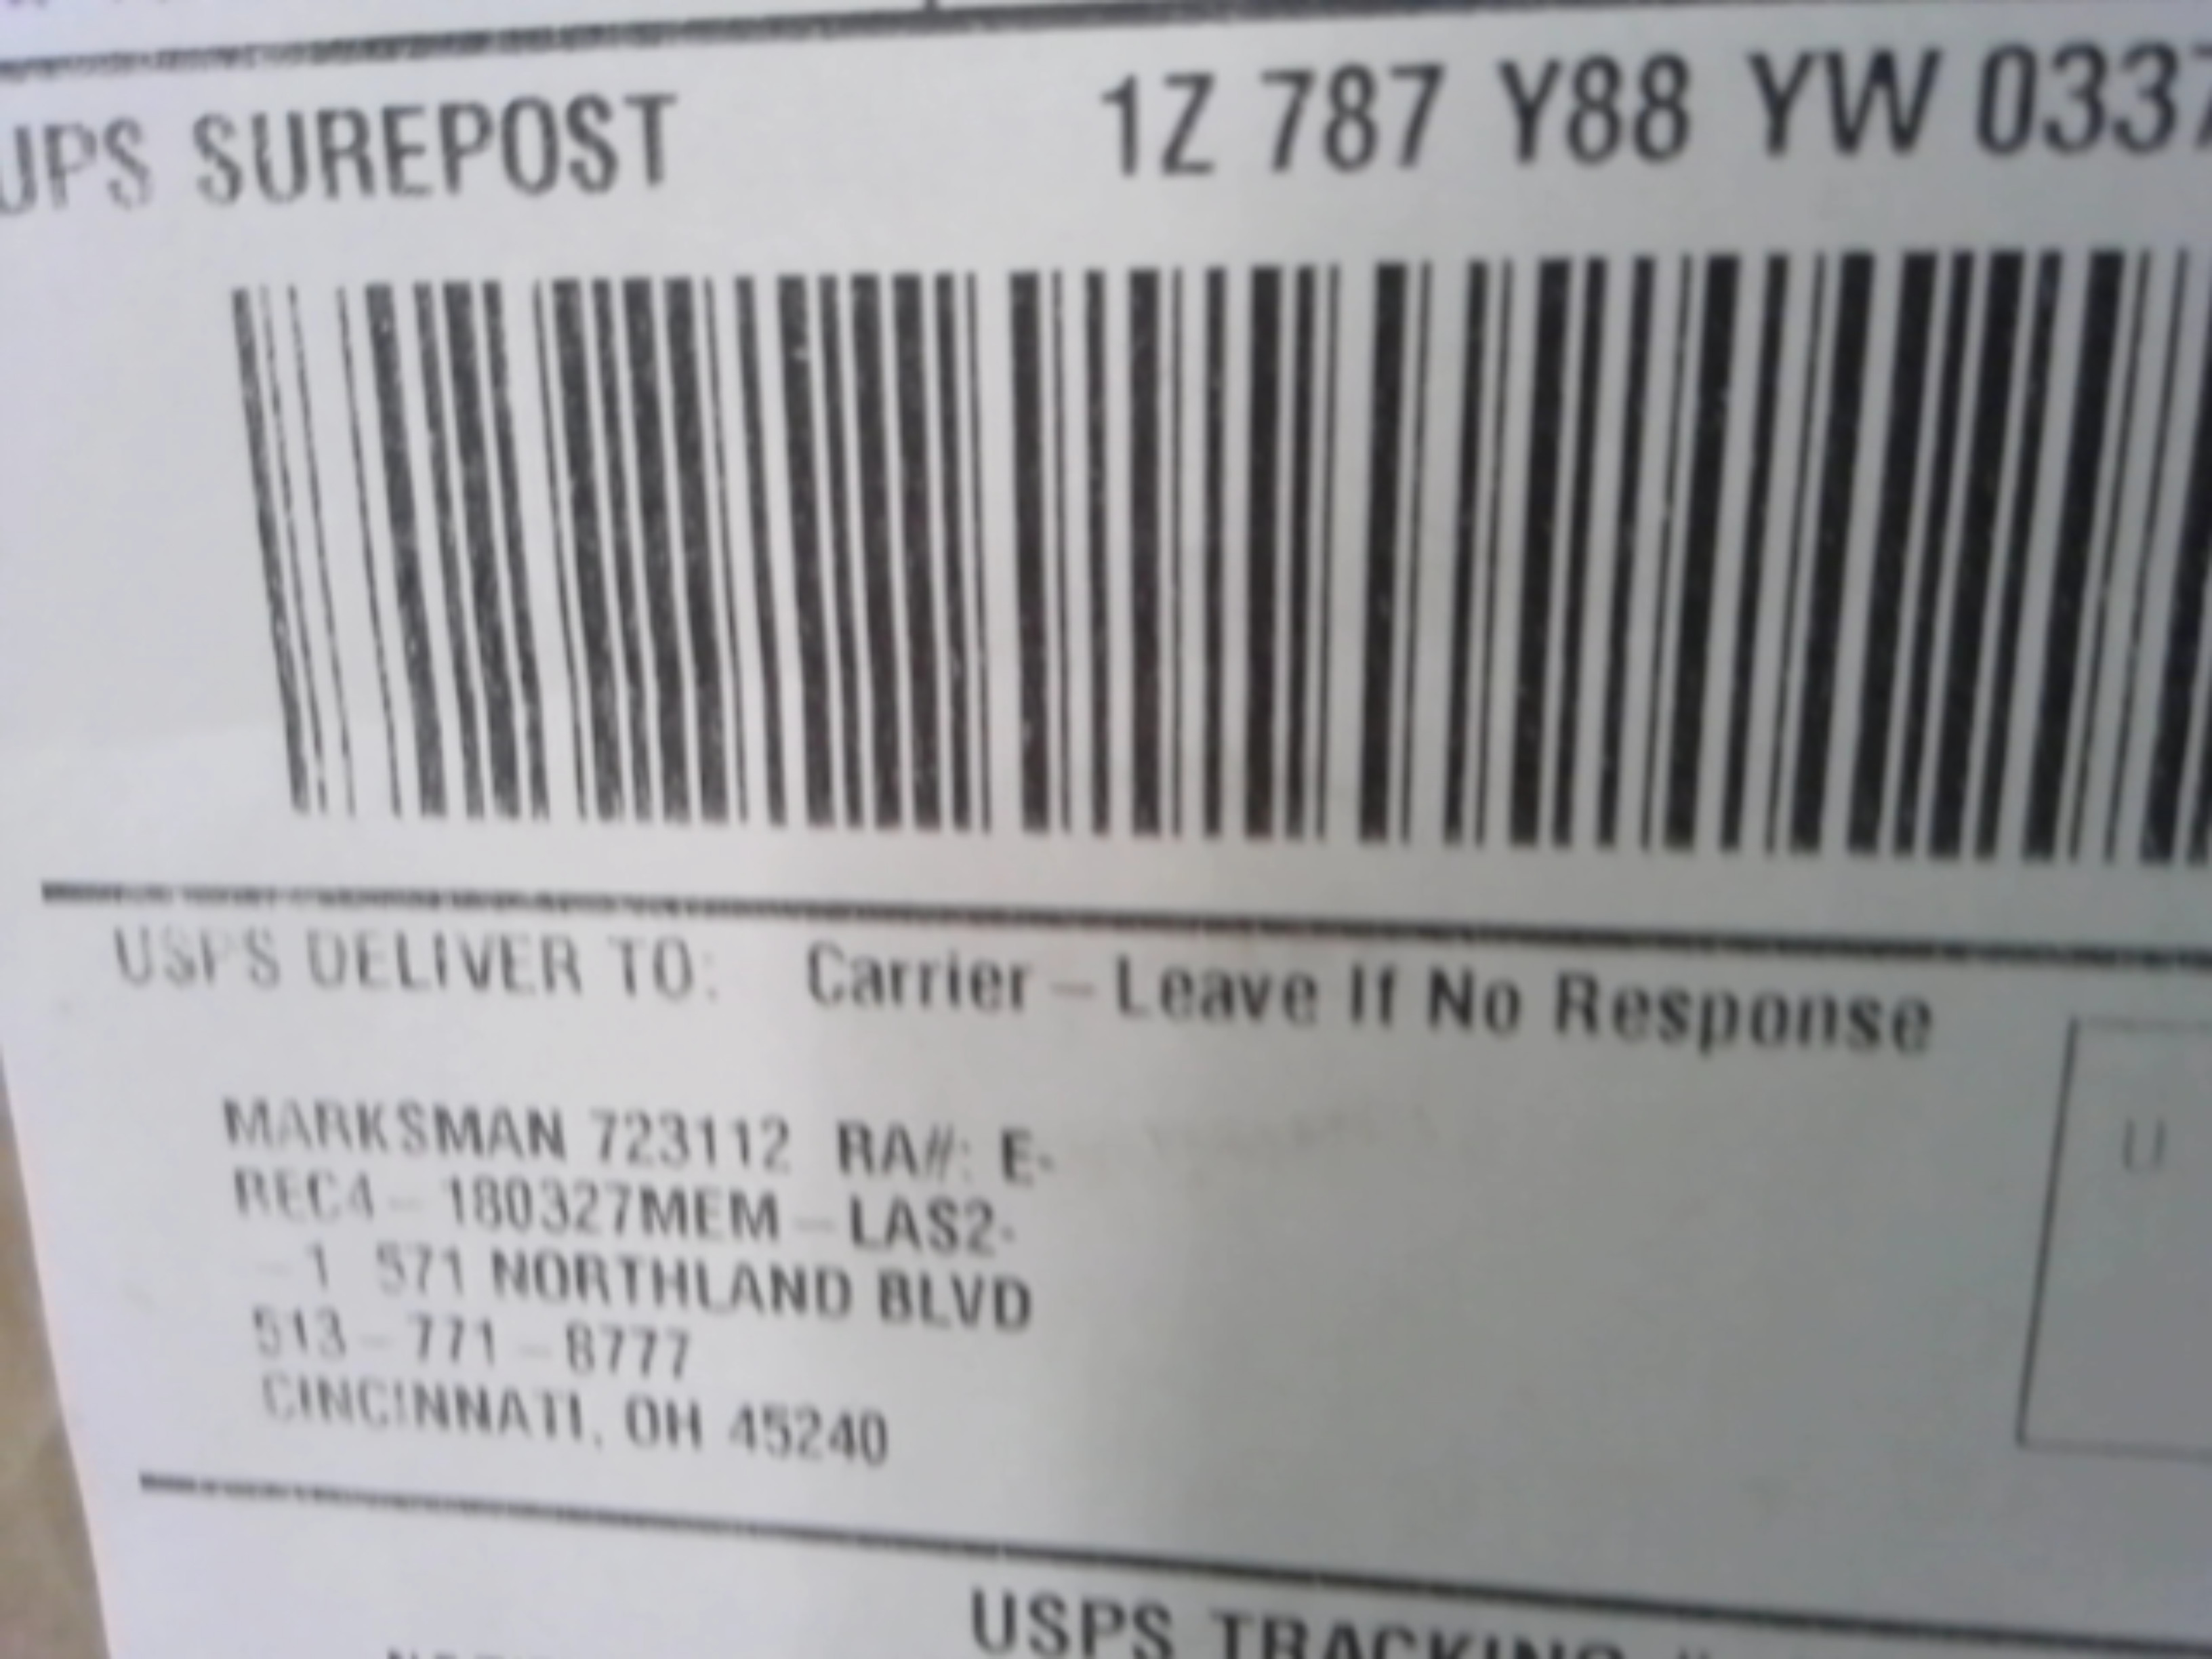 UPS SUREPOST 1Z 787 Y88 YW 0337
USPS DELIVER TO: Carrier – Leave If No Response
MARKSMAN 723112 RA#: E-
REC4 – 180327MEM – LAS2-
– 1 571 NORTHLAND BLVD
513 – 771 – 8777
CINCINNATI, OH 45240
U
USPS TRACKING #